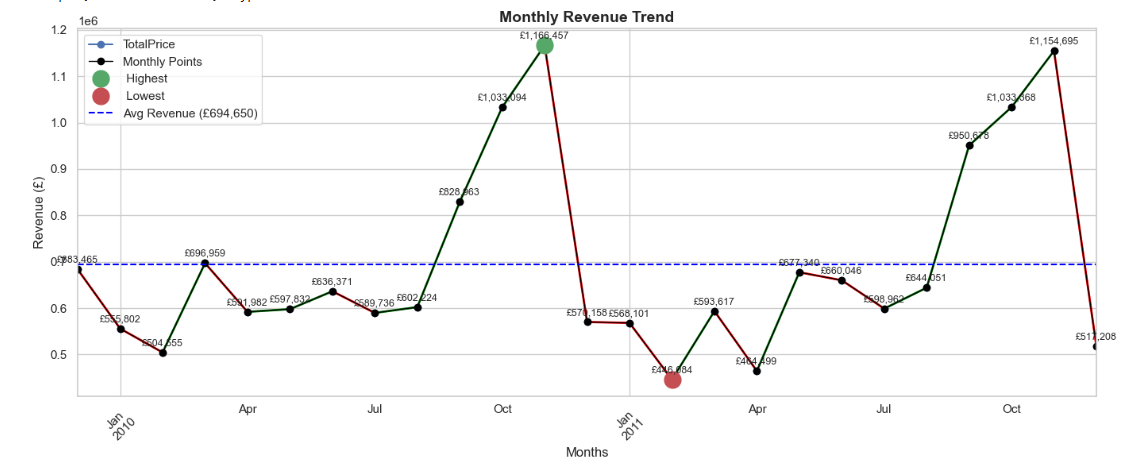 Monthly Revenue Trend
1e6
1.2
1.1
1.0
0.9
0.8
0.7
0.6
0.5
Revenue (£)
TotalPrice
Monthly Points
Highest
Lowest
Avg Revenue (£694,650)
£683,465
£555,802
£504,555
£696,959
£591,982
£597,832
£636,371
£589,736
£602,224
£828,963
£1,033,094
£1,166,457
£570,158
£568,101
£446,084
£593,617
£464,499
£677,340
£660,046
£598,962
£644,051
£950,678
£1,033,868
£1,154,695
£517,208
Jan
2010
Apr
Jul
Oct
Jan
2011
Apr
Jul
Oct
Months